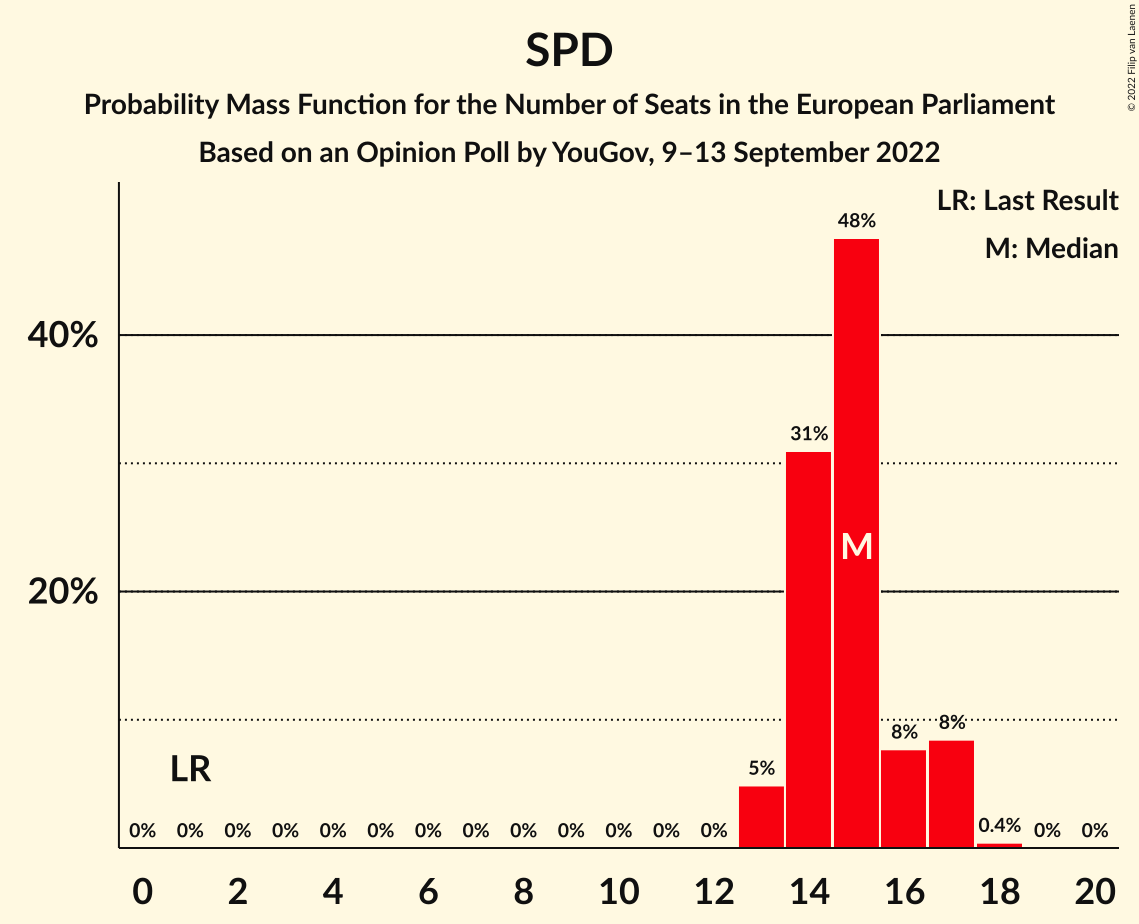 SPD
Probability Mass Function for the Number of Seats in the European Parliament
Based on an Opinion Poll by YouGov, 9–13 September 2022
© 2022 Filip van Laenen
LR: Last Result
M: Median
48%
40%
31%
M
20%
8%
8%
LR
5%
0% 0% 0% 0% 0% 0% 0% 0% 0% 0% 0% 0% 0% 0.4% 0% 0%
0 2 4 6 8 10 12 14 16 18 20